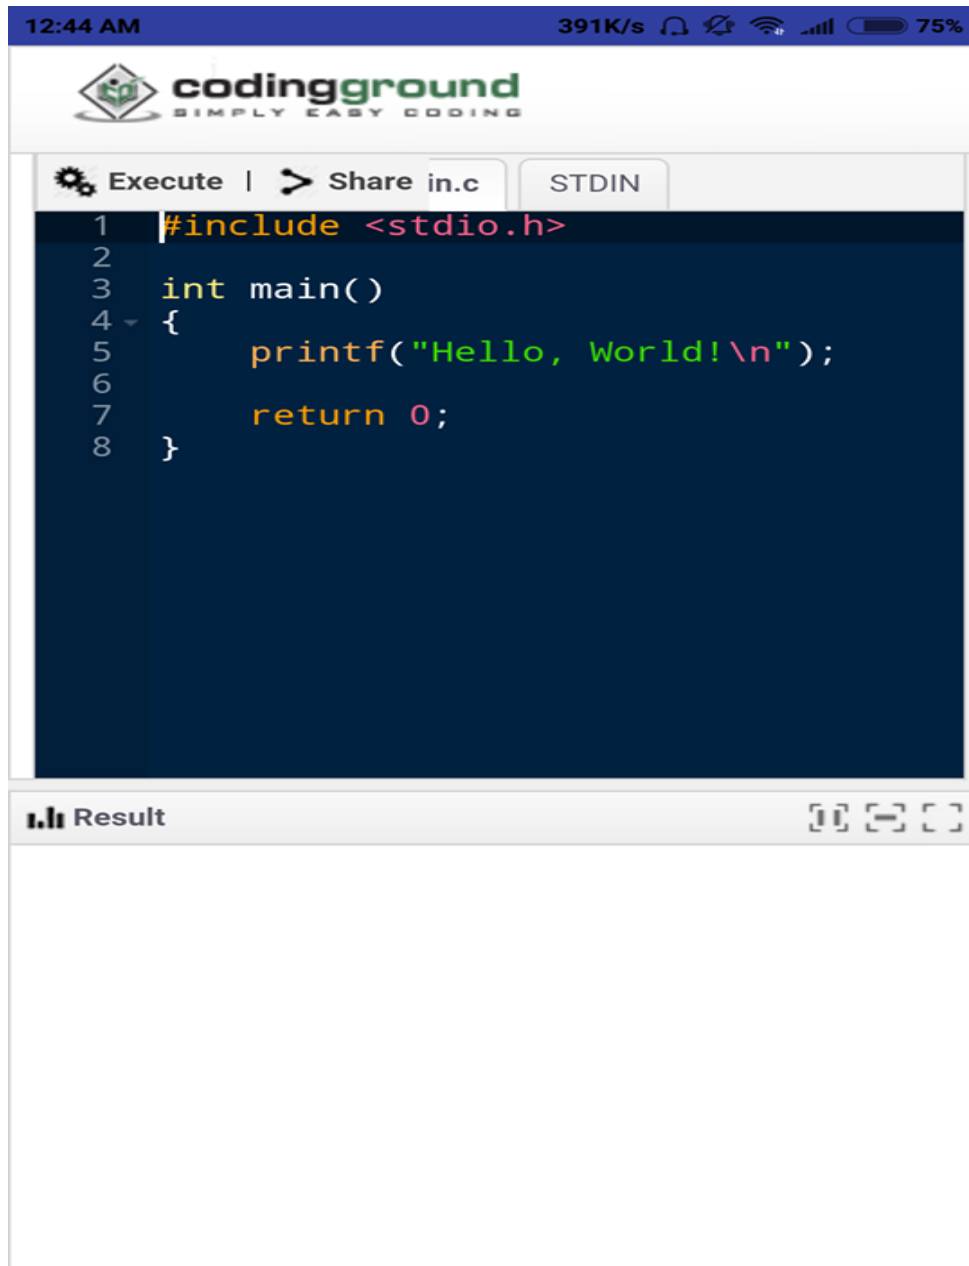 12:44 AM 391K/s 75%
codingground
SIMPLY EASY CODING
Execute | Share in.c STDIN
1 #include <stdio.h>
2
3 int main()
4 {
5 printf("Hello, World!\n");
6
7 return 0;
8 }
Result